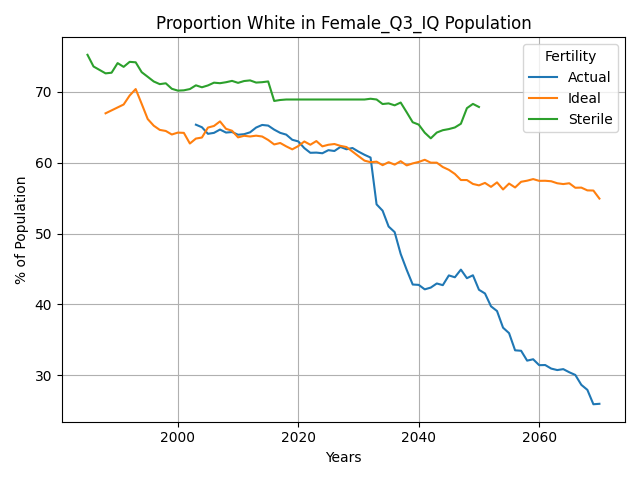 Proportion White in Female_Q3_IQ Population
% of Population
70
60
50
40
30
2000
2020
2040
2060
Years
Fertility
Actual
Ideal
Sterile